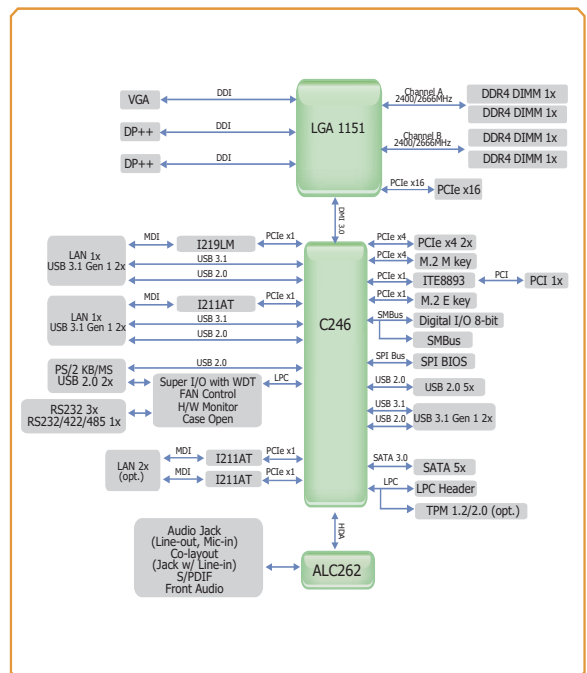 DDI
VGA
DDI
DP++
DDI
DP++
LGA 1151
Channel A
2400/2666MHz
DDR4 DIMM 1x
DDR4 DIMM 1x
Channel B
2400/2666MHz
DDR4 DIMM 1x
DDR4 DIMM 1x
PCIe x16
PCIe x16
DMI 3.0
LAN 1x
USB 3.1 Gen 1 2x
MDI
I219LM
PCIe x1
USB 3.1
USB 2.0
LAN 1x
USB 3.1 Gen 1 2x
MDI
I211AT
PCIe x1
USB 3.1
USB 2.0
PS/2 KB/MS
USB 2.0 2x
USB 2.0
Super I/O with WDT
FAN Control
H/W Monitor
Case Open
LPC
RS232 3x
RS232/422/485 1x
LAN 2x
(opt.)
MDI
I211AT
PCIe x1
MDI
I211AT
PCIe x1
C246
PCIe x4
PCIe x4 2x
PCIe x4
M.2 M key
PCIe x1
ITE8893
PCI
PCI 1x
PCIe x1
M.2 E key
SMBus
Digital I/O 8-bit
SMBus
SPI Bus
SPI BIOS
USB 2.0
USB 2.0 5x
USB 3.1
USB 2.0
USB 3.1 Gen 1 2x
SATA 3.0
SATA 5x
LPC
LPC Header
TPM 1.2/2.0 (opt.)
HDA
Audio Jack
(Line-out, Mic-in)
Co-layout
(Jack w/ Line-in)
S/PDIF
Front Audio
ALC262